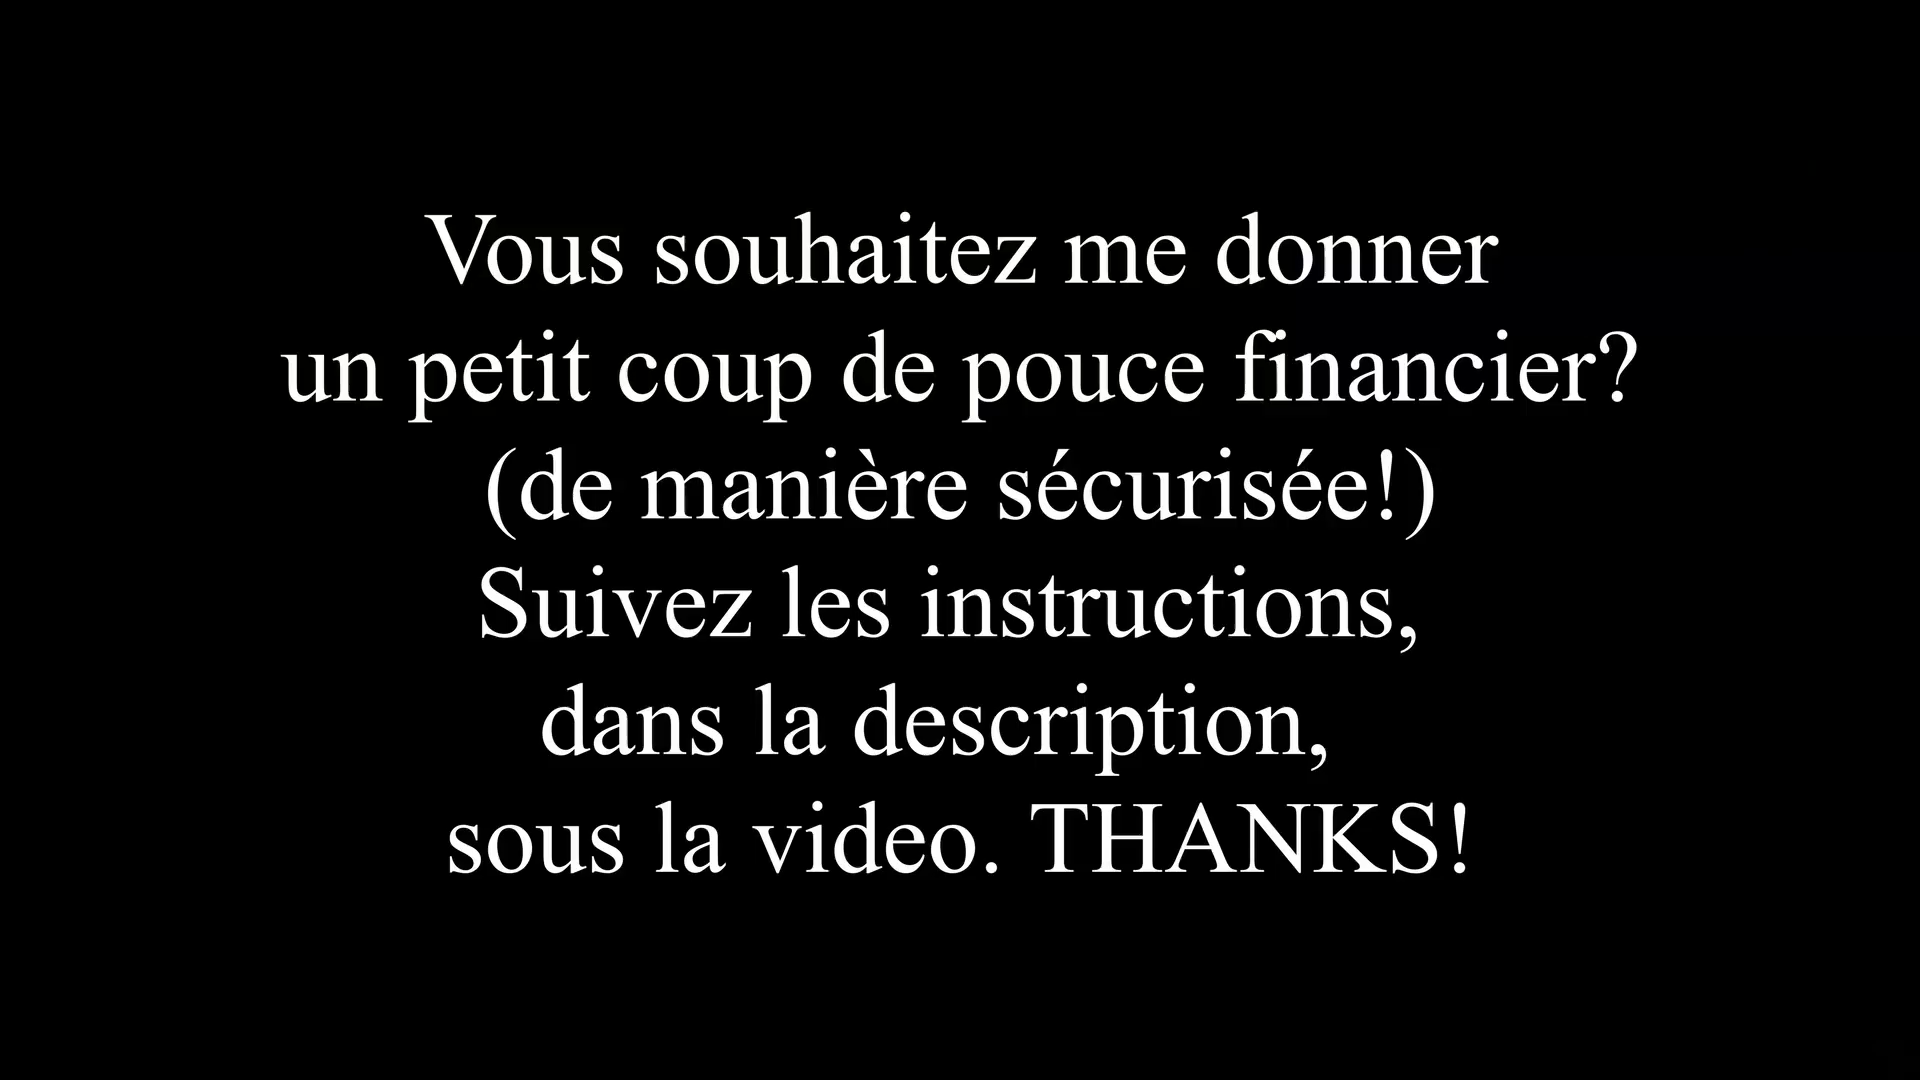 Vous souhaitez me donner
un petit coup de pouce financier?
(de manière sécurisée!)
Suivez les instructions,
dans la description,
sous la video. THANKS!